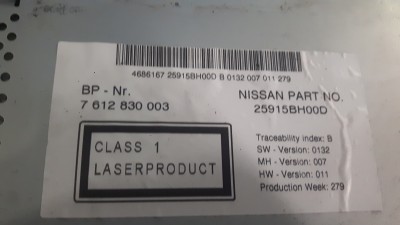 4686167 25915BH00D B 0132 007 011 279
BP - Nr.
7 612 830 003
NISSAN PART NO.
25915BH00D
CLASS 1
LASERPRODUCT
Traceability index: B
SW - Version: 0132
MH - Version: 007
HW - Version: 011
Production Week: 279